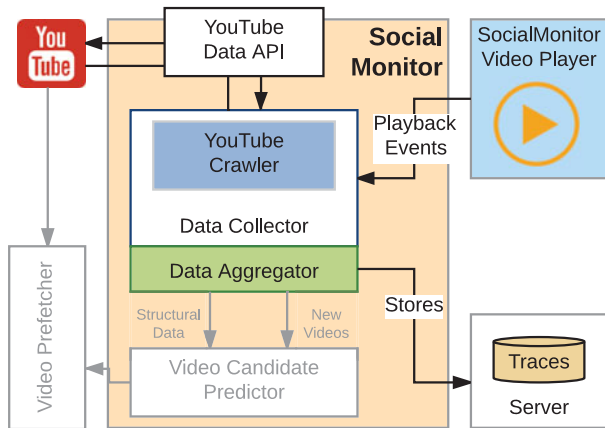 You
Tube
YouTube
Data API
Social
Monitor
SocialMonitor
Video Player
Playback
Events
YouTube
Crawler
Data Collector
Data Aggregator
Structural
Data
New
Videos
Stores
Video Prefetcher
Video Candidate
Predictor
Traces
Server